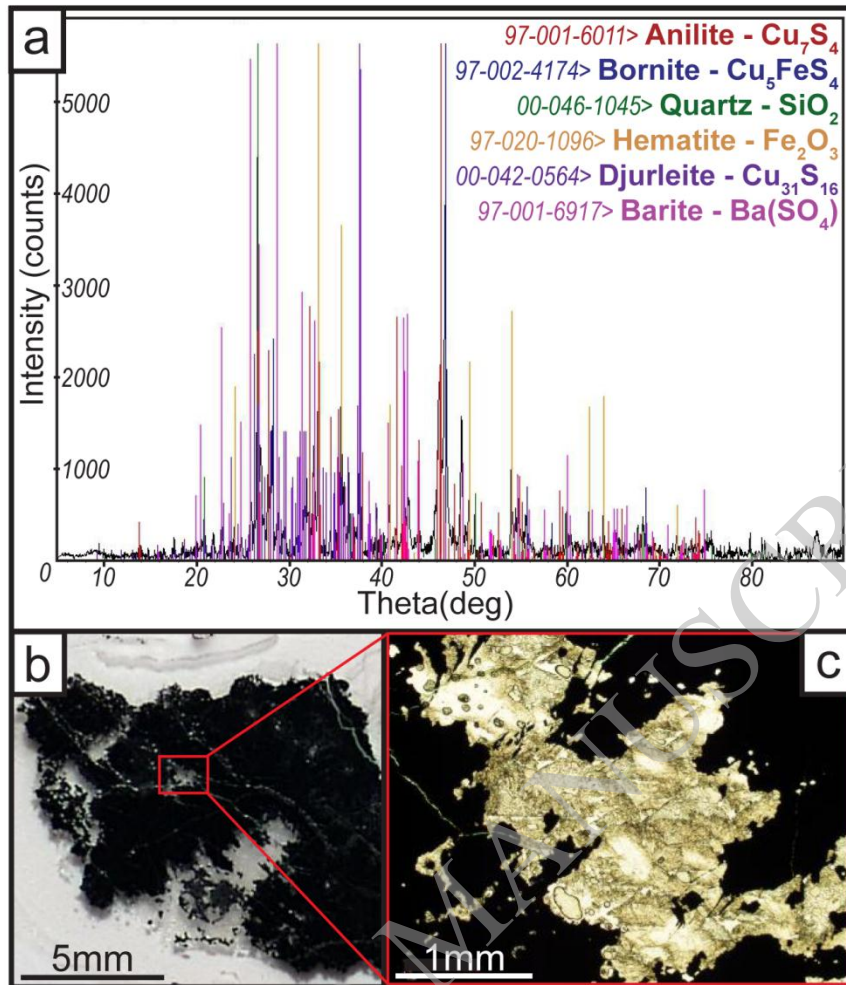 a
97-001-6011> Anilite - Cu₇S₄
97-002-4174> Bornite - Cu₅FeS₄
00-046-1045> Quartz - SiO₂
97-020-1096> Hematite - Fe₂O₃
00-042-0564> Djurleite - Cu₃₁S₁₆
97-001-6917> Barite - Ba(SO₄)
Intensity (counts)
5000
4000
3000
2000
1000
0
10 20 30 40 50 60 70 80
Theta(deg)
b
5mm
c
1mm
MANUSCR